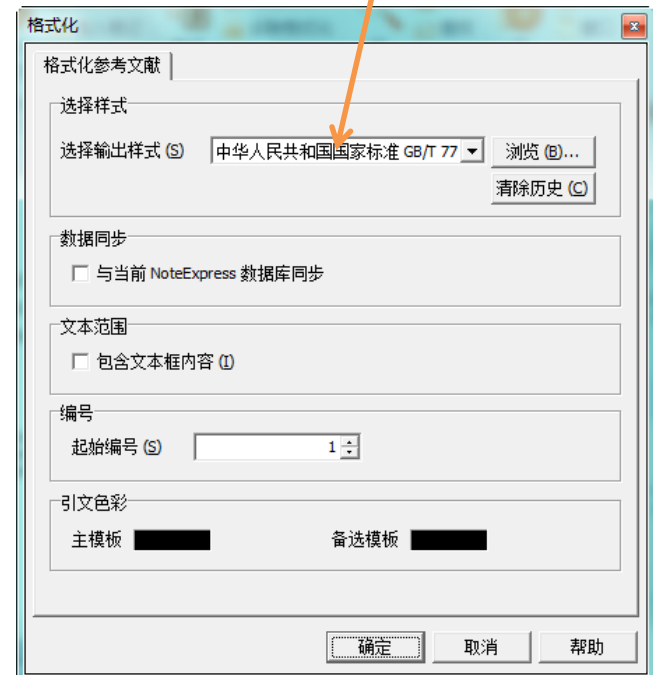 格式化
格式化参考文献
选择样式
选择输出样式(S) 中华人民共和国国家标准 GB/T 77 浏览(B)...
清除历史(C)
数据同步
与当前 NoteExpress 数据库同步
文本范围
包含文本框内容(I)
编号
起始编号(S) 1
引文色彩
主模板 备选模板
确定 取消 帮助